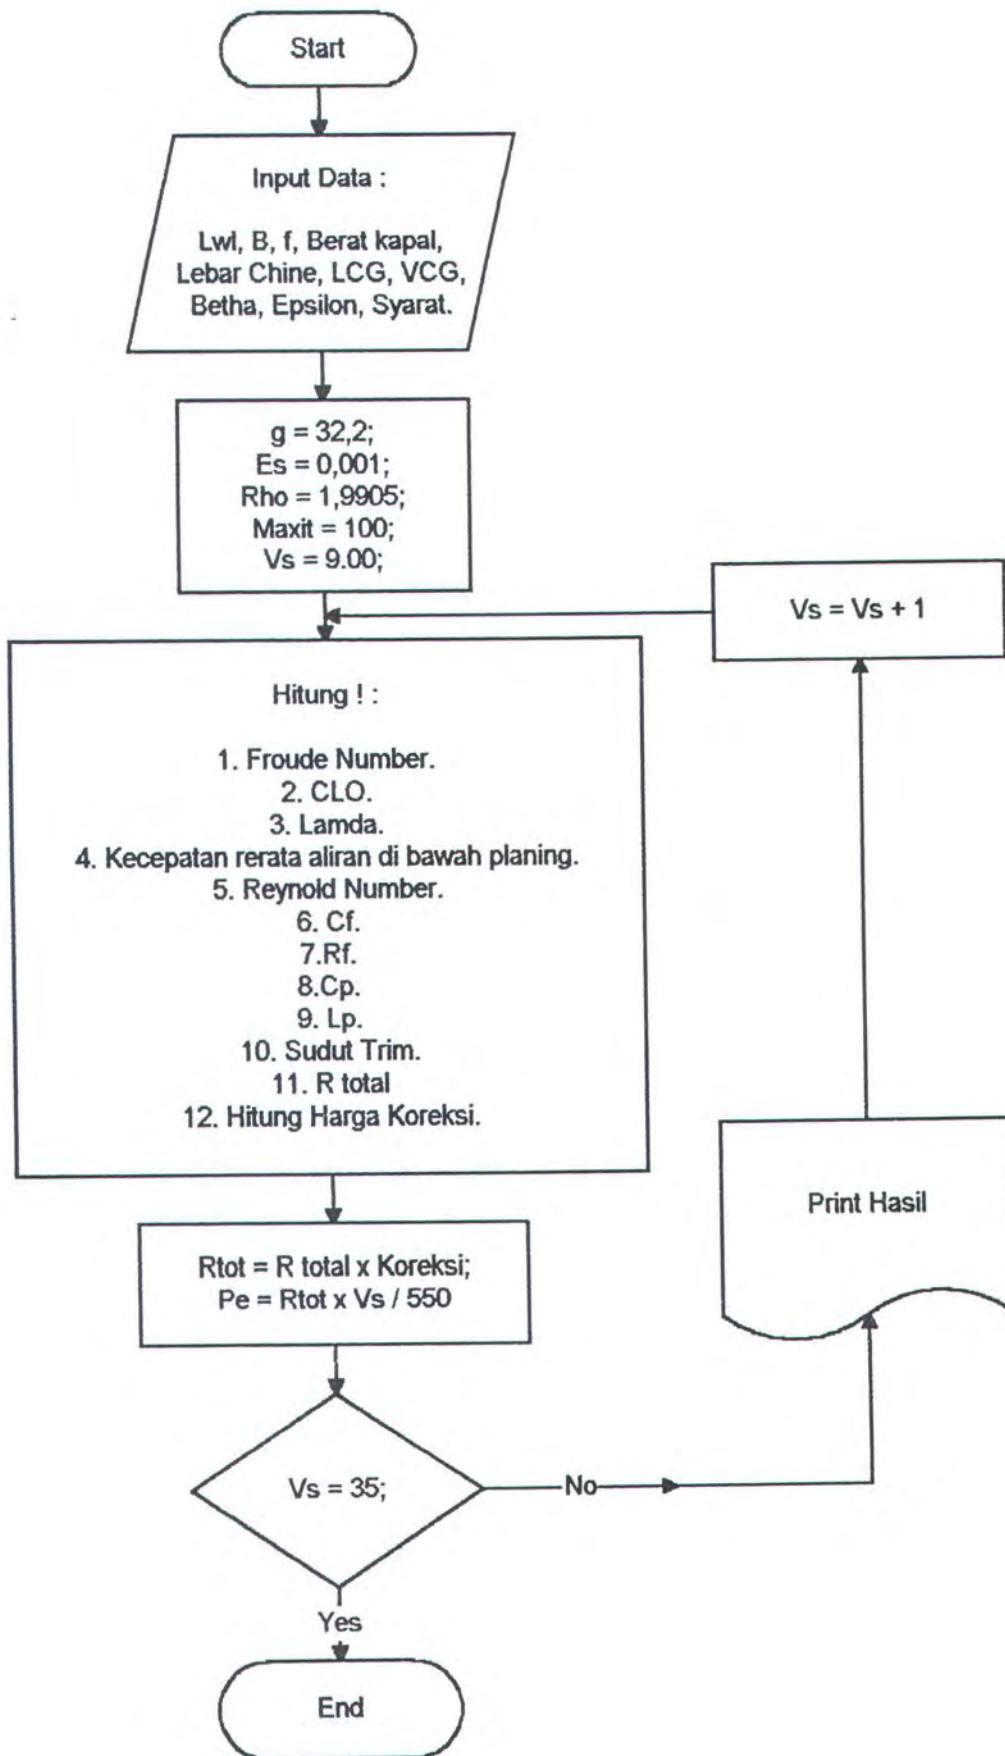 Start
Input Data :
Lwl, B, f, Berat kapal,
Lebar Chine, LCG, VCG,
Betha, Epsilon, Syarat.
g = 32,2;
Es = 0,001;
Rho = 1,9905;
Maxit = 100;
Vs = 9.00;
Vs = Vs + 1
Hitung ! :
1. Froude Number.
2. CLO.
3. Lamda.
4. Kecepatan rerata aliran di bawah planing.
5. Reynold Number.
6. Cf.
7.Rf.
8.Cp.
9. Lp.
10. Sudut Trim.
11. R total
12. Hitung Harga Koreksi.
Print Hasil
Rtot = R total x Koreksi;
Pe = Rtot x Vs / 550
Vs = 35;
No
Yes
End